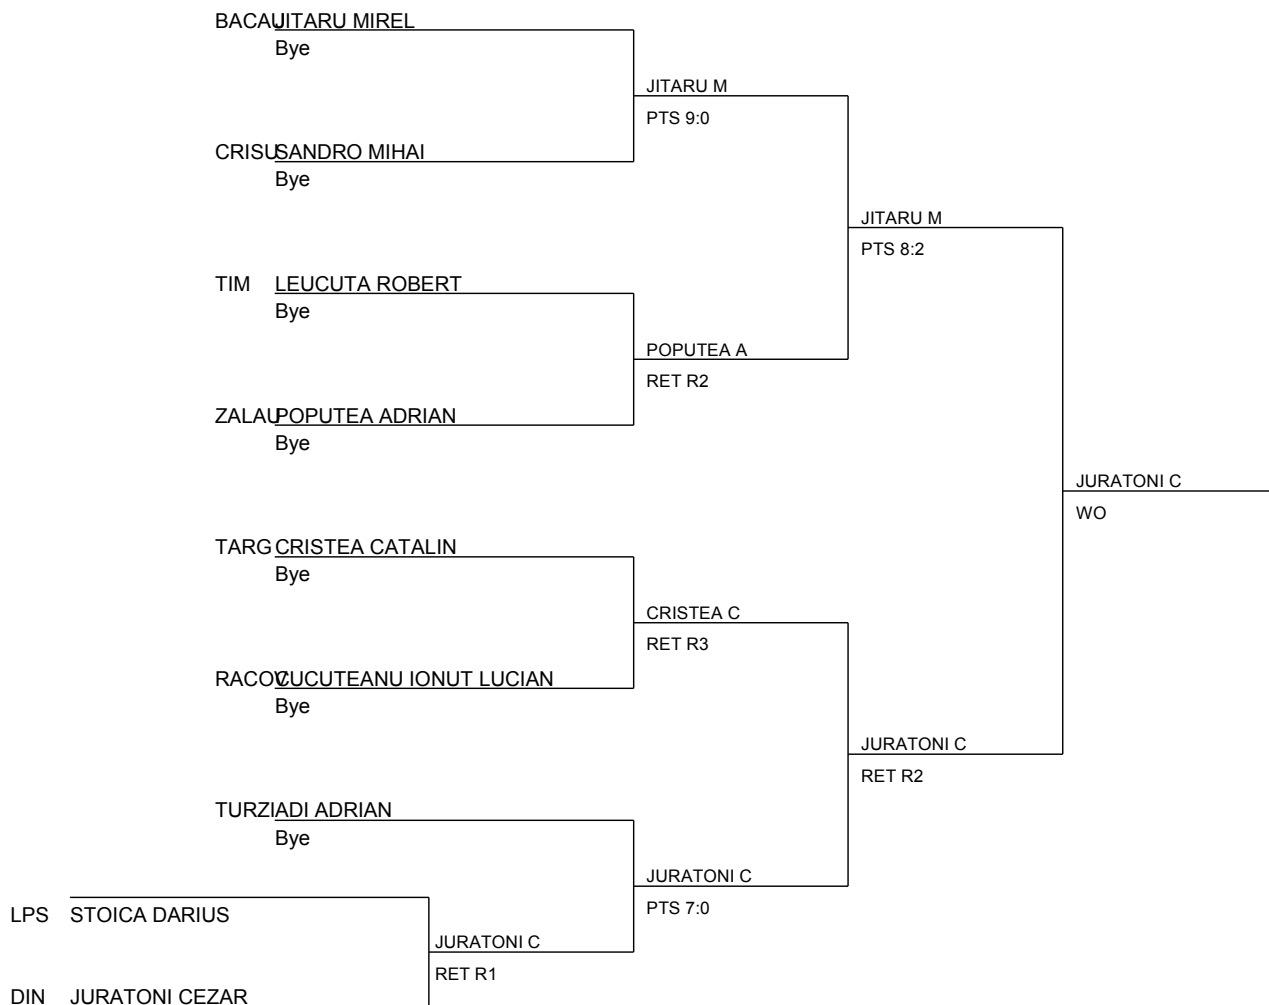 BACAU JITARU MIREL
Bye
JITARU M
PTS 9:0
CRISU SANDRO MIHAI
Bye
JITARU M
PTS 8:2
TIM LEUCUTA ROBERT
Bye
POPUTEA A
RET R2
ZALAU POPUTEA ADRIAN
Bye
JURATONI C
WO
TARG CRISTEA CATALIN
Bye
CRISTEA C
RET R3
RACOV CUCUTEANU IONUT LUCIAN
Bye
JURATONI C
RET R2
TURZI ADI ADRIAN
Bye
JURATONI C
PTS 7:0
LPS STOICA DARIUS
JURATONI C
RET R1
DIN JURATONI CEZAR